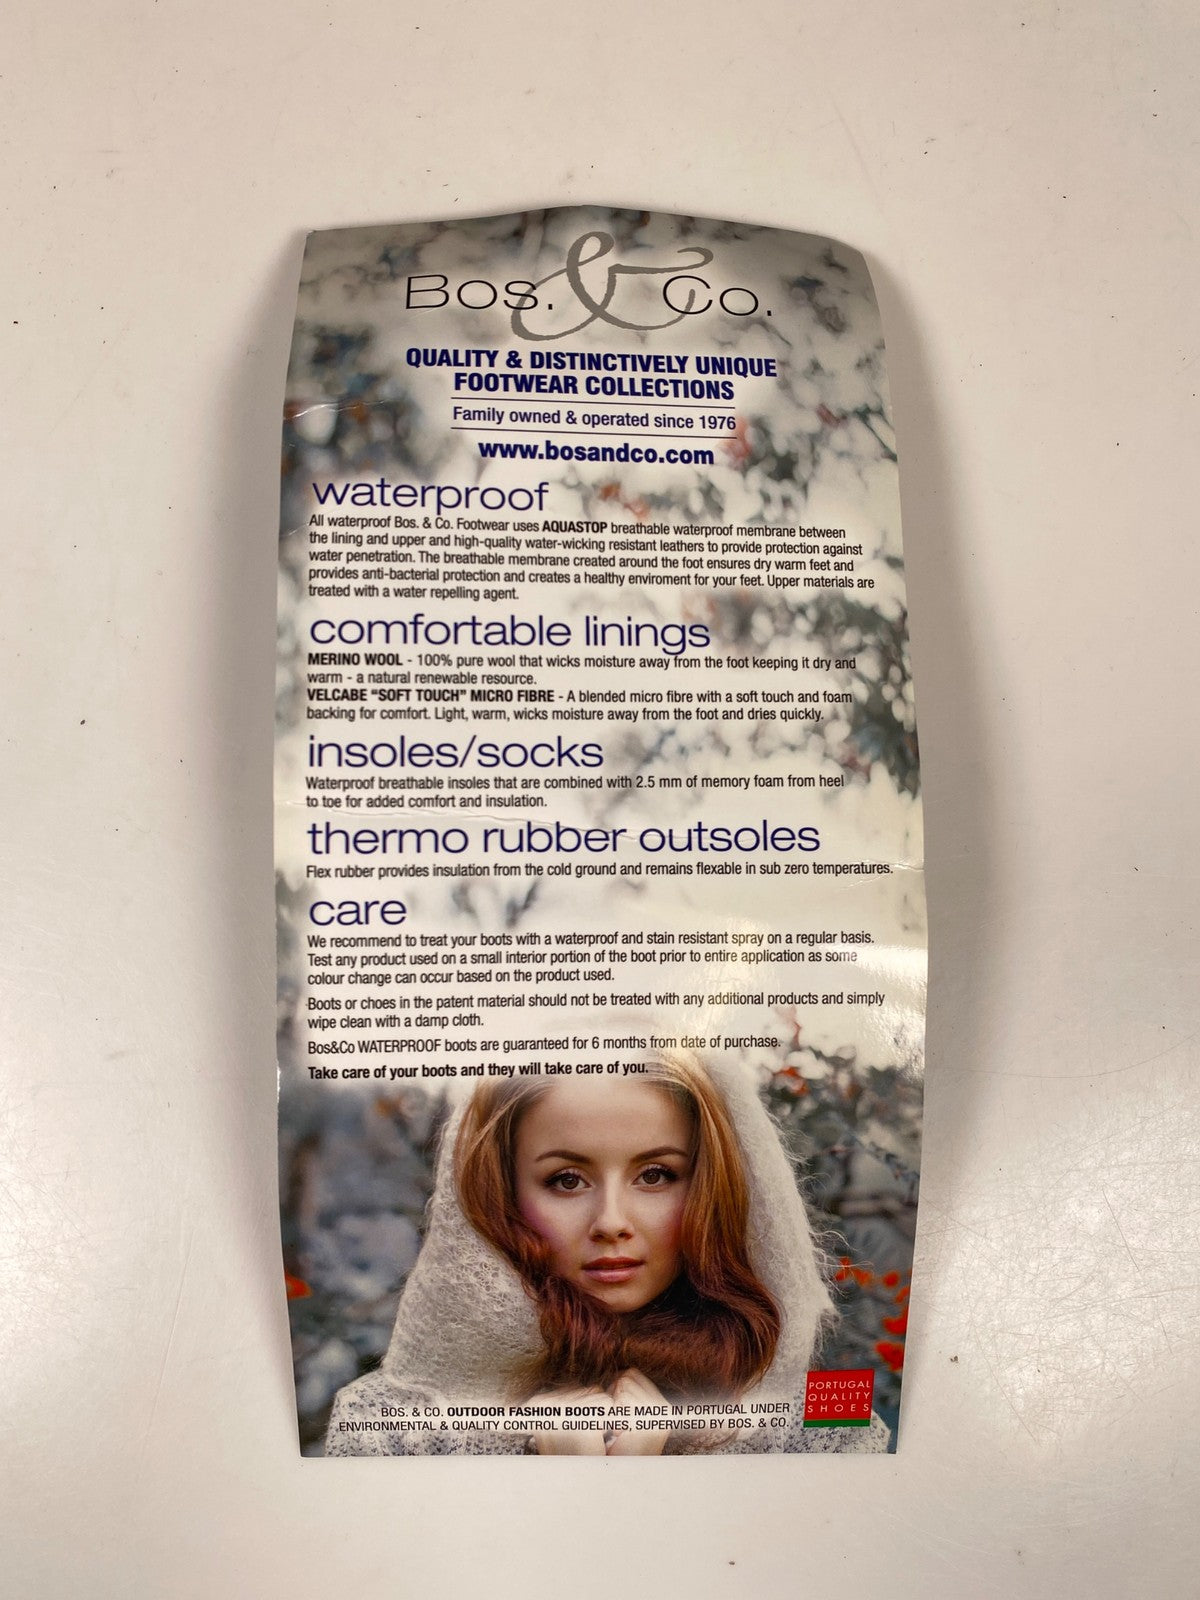 Bos. & Co.
QUALITY & DISTINCTIVELY UNIQUE
FOOTWEAR COLLECTIONS
Family owned & operated since 1976
www.bosandco.com
waterproof
All waterproof Bos. & Co. Footwear uses AQUASTOP breathable waterproof membrane between
the lining and upper and high-quality water-wicking resistant leathers to provide protection against
water penetration. The breathable membrane created around the foot ensures dry warm feet and
provides anti-bacterial protection and creates a healthy enviroment for your feet. Upper materials are
treated with a water repelling agent.
comfortable linings
MERINO WOOL - 100% pure wool that wicks moisture away from the foot keeping it dry and
warm - a natural renewable resource.
VELCABE “SOFT TOUCH” MICRO FIBRE - A blended micro fibre with a soft touch and foam
backing for comfort. Light, warm, wicks moisture away from the foot and dries quickly.
insoles/socks
Waterproof breathable insoles that are combined with 2.5 mm of memory foam from heel
to toe for added comfort and insulation.
thermo rubber outsoles
Flex rubber provides insulation from the cold ground and remains flexable in sub zero temperatures.
care
We recommend to treat your boots with a waterproof and stain resistant spray on a regular basis.
Test any product used on a small interior portion of the boot prior to entire application as some
colour change can occur based on the product used.
Boots or choes in the patent material should not be treated with any additional products and simply
wipe clean with a damp cloth.
Bos&Co WATERPROOF boots are guaranteed for 6 months from date of purchase.
Take care of your boots and they will take care of you.
PORTUGAL
QUALITY
SHOES
BOS. & CO. OUTDOOR FASHION BOOTS ARE MADE IN PORTUGAL UNDER
ENVIRONMENTAL & QUALITY CONTROL GUIDELINES, SUPERVISED BY BOS. & CO.